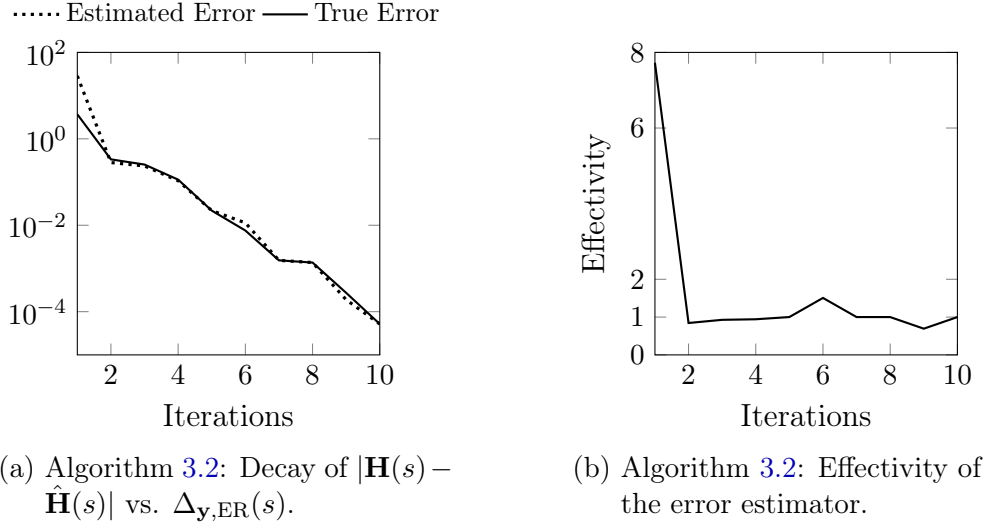 Estimated Error — True Error
10^2
10^0
10^{-2}
10^{-4}
2 4 6 8 10
Iterations
(a) Algorithm 3.2: Decay of |𝐇(s) −
𝐇̂(s)| vs. Δ_{𝐲,ER}(s).
8
6
2
1
0
Effectivity
2 4 6 8 10
Iterations
(b) Algorithm 3.2: Effectivity of
the error estimator.